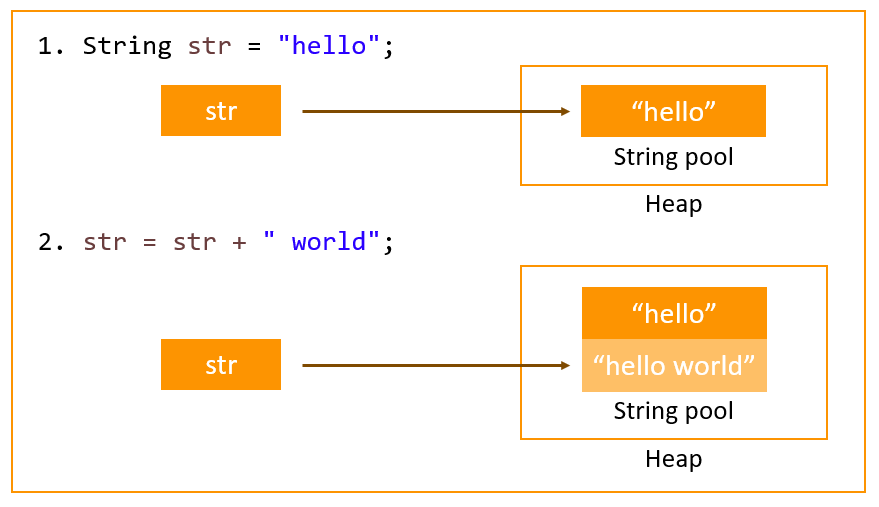 1. String str = "hello";
str
“hello”
String pool
Heap
2. str = str + " world";
“hello”
str
“hello world”
String pool
Heap